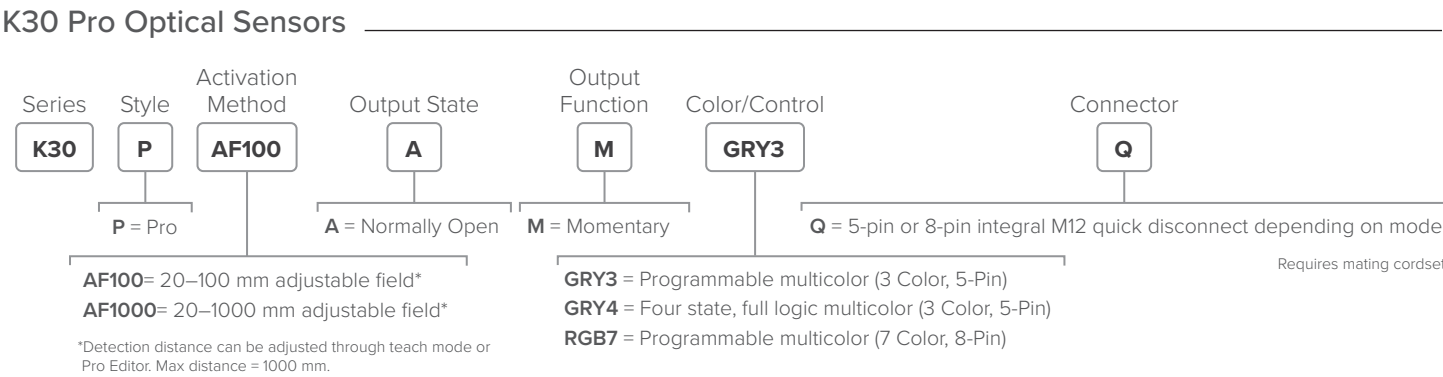 K30 Pro Optical Sensors
Series Style Activation Method Output State Output Function Color/Control Connector
K30 P AF100 A M GRY3 Q
P = Pro
A = Normally Open
M = Momentary
Q = 5-pin or 8-pin integral M12 quick disconnect depending on mode
Requires mating cordset
AF100= 20–100 mm adjustable field*
AF1000= 20–1000 mm adjustable field*
*Detection distance can be adjusted through teach mode or
Pro Editor. Max distance = 1000 mm.
GRY3 = Programmable multicolor (3 Color, 5-Pin)
GRY4 = Four state, full logic multicolor (3 Color, 5-Pin)
RGB7 = Programmable multicolor (7 Color, 8-Pin)